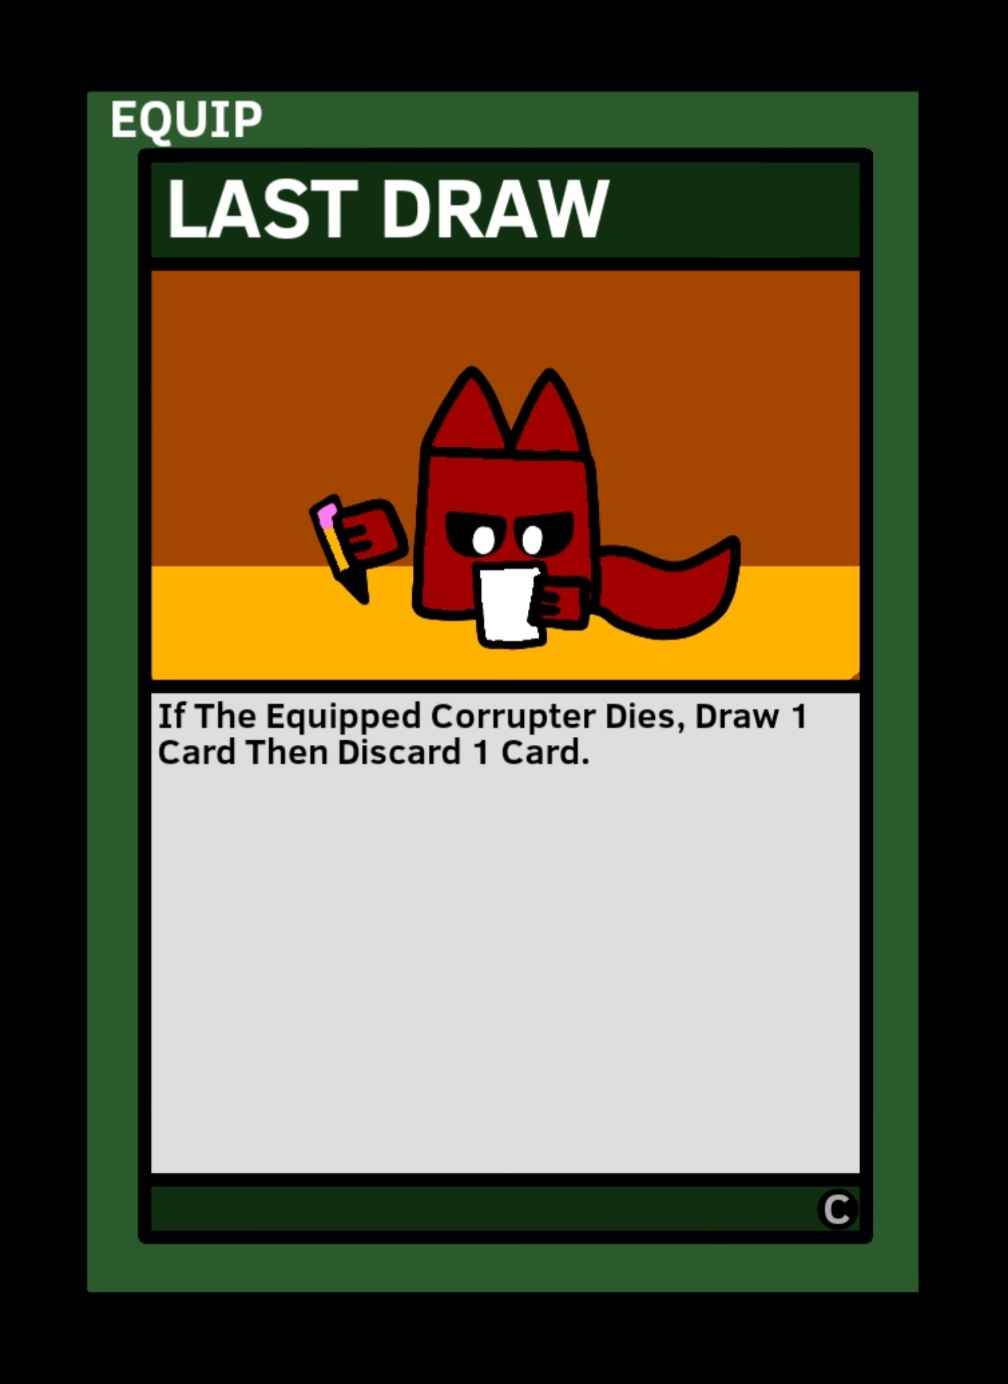 EQUIP
LAST DRAW
If The Equipped Corrupter Dies, Draw 1
Card Then Discard 1 Card.
C